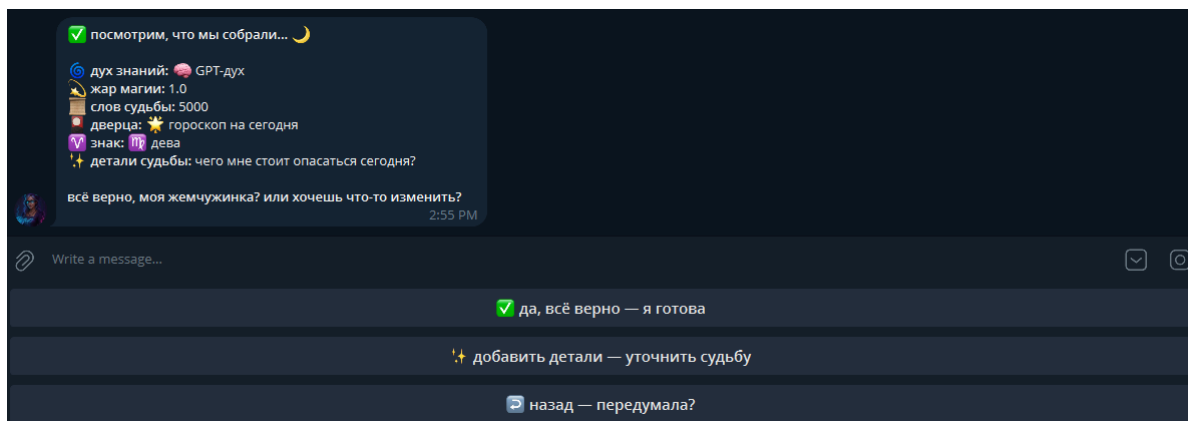 ✅ посмотрим, что мы собрали... 🌙
🌀 дух знаний: 🧠 GPT-дух
💫 жар магии: 1.0
📜 слов судьбы: 5000
🚪 дверца: 🌟 гороскоп на сегодня
♈ знак: ♍ дева
✨ детали судьбы: чего мне стоит опасаться сегодня?
всё верно, моя жемчужинка? или хочешь что-то изменить?
2:55 PM
Write a message...
✅ да, всё верно — я готова
✨ добавить детали — уточнить судьбу
↩️ назад — передумала?